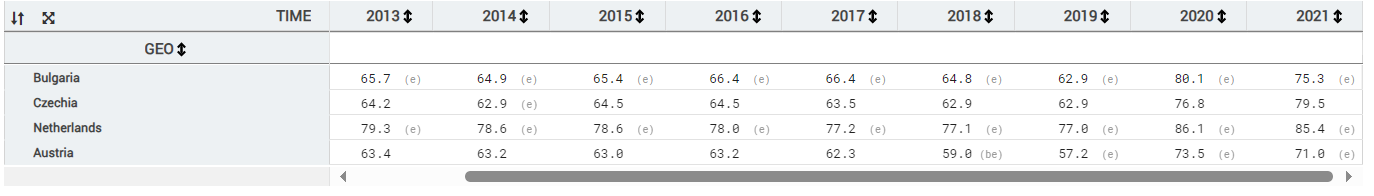 TIME 2013 2014 2015 2016 2017 2018 2019 2020 2021
GEO
Bulgaria 65.7 (e) 64.9 (e) 65.4 (e) 66.4 (e) 66.4 (e) 64.8 (e) 62.9 (e) 80.1 (e) 75.3 (e)
Czechia 64.2 62.9 (e) 64.5 64.5 63.5 62.9 62.9 76.8 79.5
Netherlands 79.3 (e) 78.6 (e) 78.6 (e) 78.0 (e) 77.2 (e) 77.1 (e) 77.0 (e) 86.1 (e) 85.4 (e)
Austria 63.4 63.2 63.0 63.2 62.3 59.0 (be) 57.2 (e) 73.5 (e) 71.0 (e)